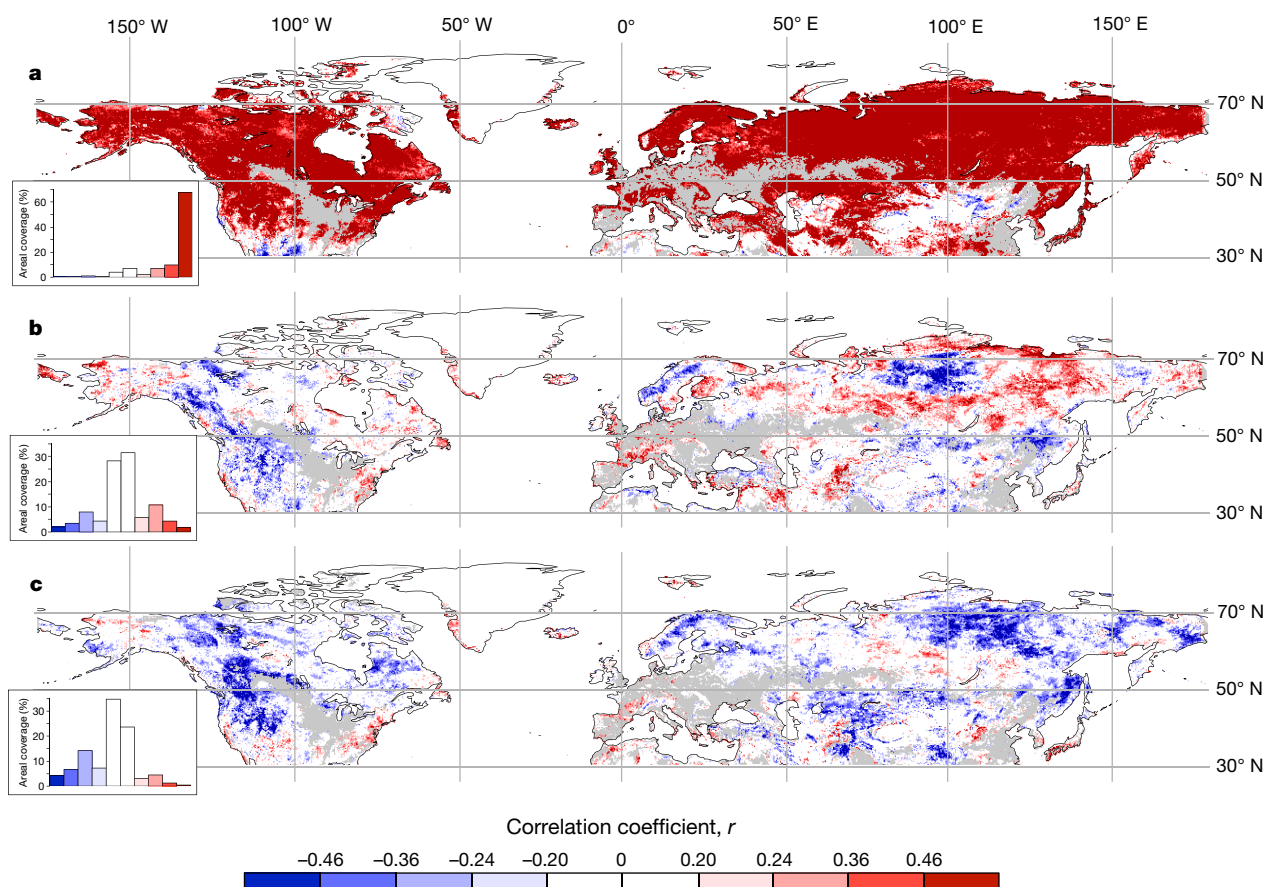 150° W 100° W 50° W 0° 50° E 100° E 150° E
a
70° N
50° N
30° N
Areal coverage (%)
60
40
20
0
b
70° N
50° N
30° N
Areal coverage (%)
30
20
10
0
c
70° N
50° N
30° N
Areal coverage (%)
30
20
10
0
Correlation coefficient, r
−0.46 −0.36 −0.24 −0.20 0 0.20 0.24 0.36 0.46